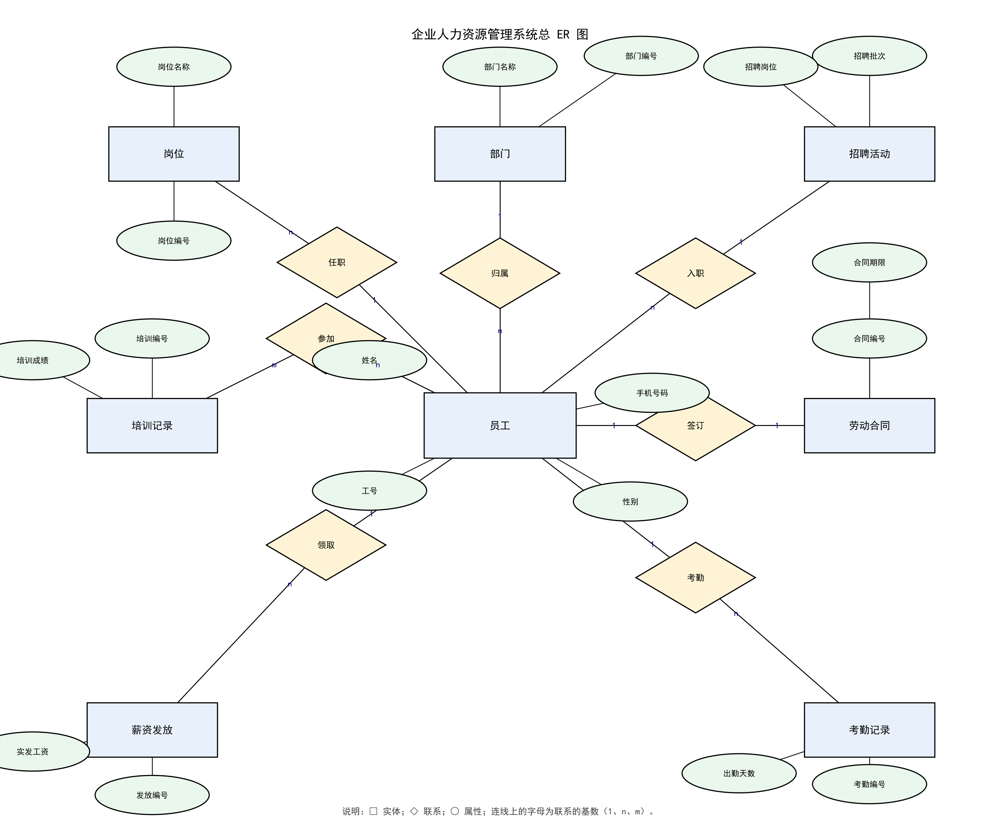 企业人力资源管理系统总 ER 图
部门编号
招聘批次
岗位名称
部门名称
招聘岗位
岗位
部门
招聘活动
1
n
岗位编号
1
任职
合同期限
归属
入职
1
n
n
参加
培训编号
合同编号
培训成绩
姓名
n
m
手机号码
培训记录
员工
1
签订
1
劳动合同
工号
性别
1
领取
1
考勤
n
n
薪资发放
考勤记录
实发工资
出勤天数
考勤编号
发放编号
说明：□ 实体；◇ 联系；○ 属性；连线上的字母为联系的基数（1、n、m）。